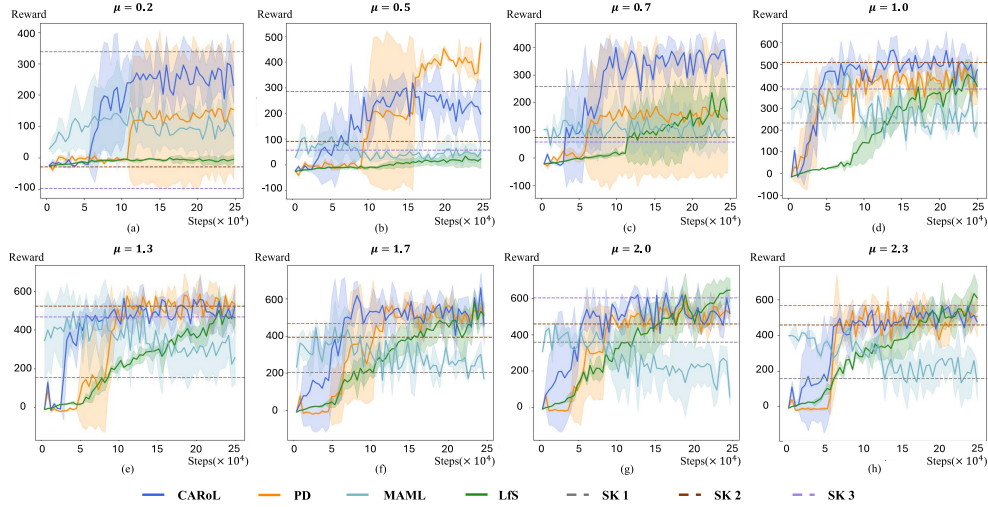 μ = 0.2
Reward
400
300
200
100
0
-100
0
5
10
15
20
25
Steps(× 10⁴)
(a)
μ = 0.5
Reward
500
400
300
200
100
0
-100
0
5
10
15
20
25
Steps(× 10⁴)
(b)
μ = 0.7
Reward
400
300
200
100
0
-100
0
5
10
15
20
25
Steps(× 10⁴)
(c)
μ = 1.0
Reward
600
500
400
300
200
100
0
-100
0
5
10
15
20
25
Steps(× 10⁴)
(d)
μ = 1.3
Reward
600
400
200
0
0
5
10
15
20
25
Steps(× 10⁴)
(e)
μ = 1.7
Reward
600
400
200
0
0
5
10
15
20
25
Steps(× 10⁴)
(f)
μ = 2.0
Reward
600
400
200
0
0
5
10
15
20
25
Steps(× 10⁴)
(g)
μ = 2.3
Reward
600
400
200
0
0
5
10
15
20
25
Steps(× 10⁴)
(h)
CARoL PD MAML LfS SK 1 SK 2 SK 3